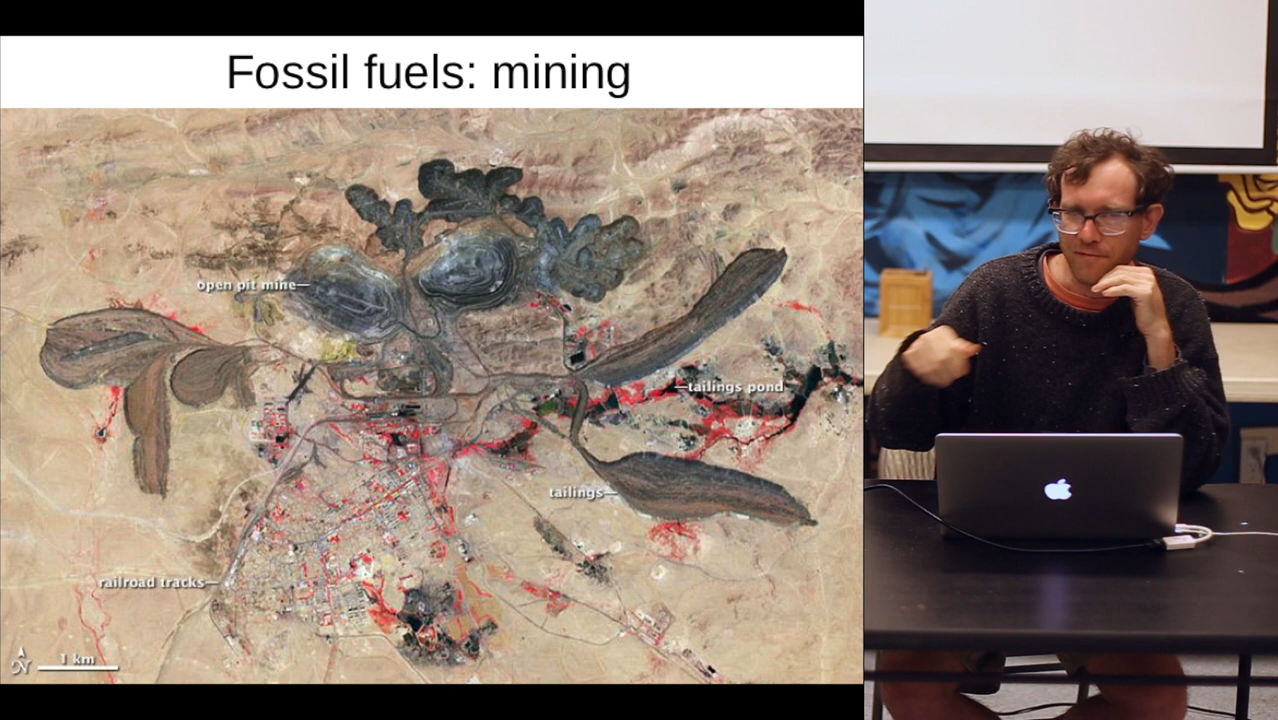 Fossil fuels: mining
open pit mine
tailings pond
tailings
railroad tracks
N
1 km